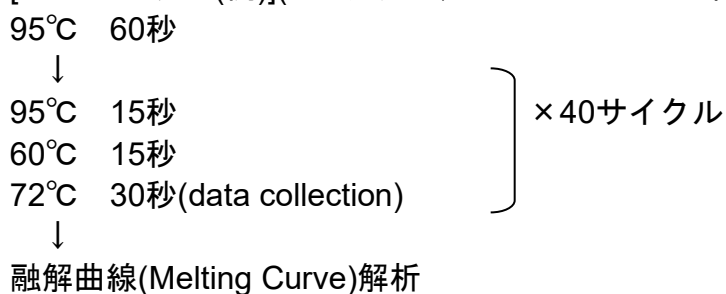 95℃ 60秒
↓
95℃ 15秒
×40サイクル
60℃ 15秒
72℃ 30秒(data collection)
↓
融解曲線(Melting Curve)解析